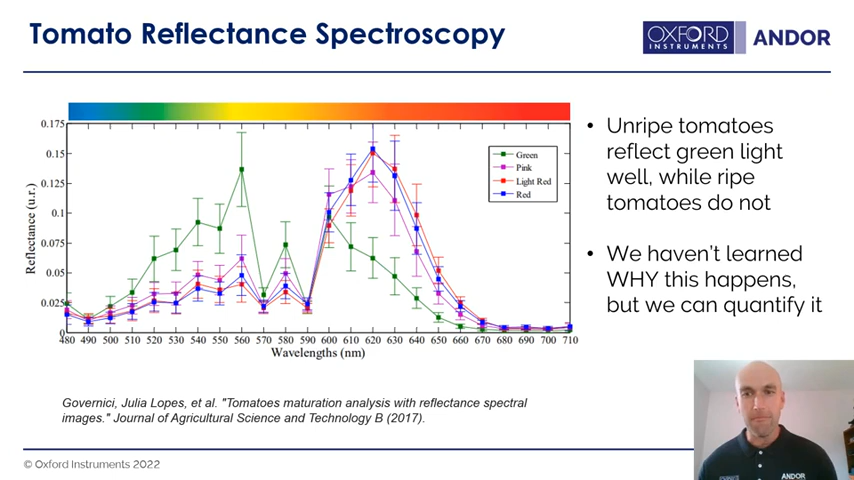 Tomato Reflectance Spectroscopy
OXFORD
INSTRUMENTS
ANDOR
0.175
0.15
0.125
0.1
0.075
0.05
0.025
0
Reflectance (u.r.)
Green
Pink
Light Red
Red
480 490 500 510 520 530 540 550 560 570 580 590 600 610 620 630 640 650 660 670 680 690 700 710
Wavelengths (nm)
• Unripe tomatoes
reflect green light
well, while ripe
tomatoes do not
• We haven't learned
WHY this happens,
but we can quantify it
Governici, Julia Lopes, et al. "Tomatoes maturation analysis with reflectance spectral
images." Journal of Agricultural Science and Technology B (2017).
© Oxford Instruments 2022
ANDOR